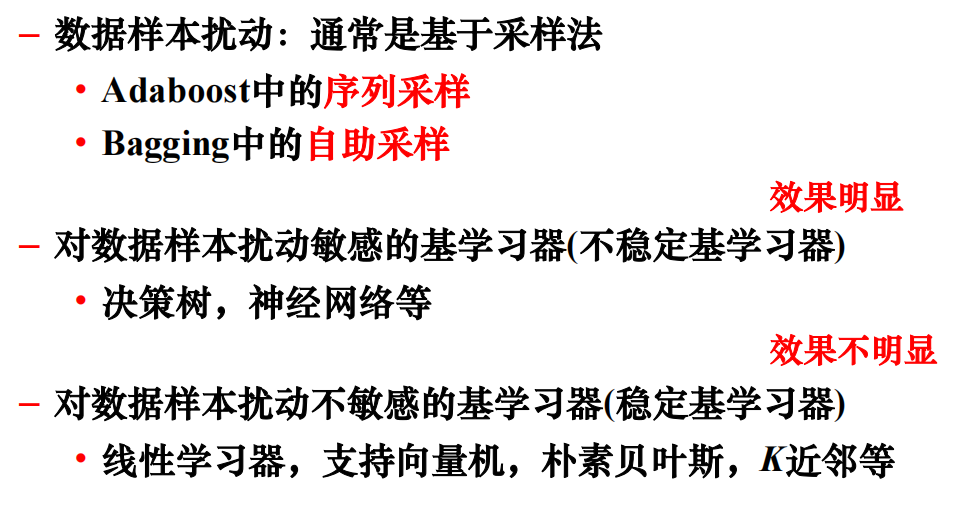 – 数据样本扰动：通常是基于采样法
• Adaboost中的序列采样
• Bagging中的自助采样
效果明显
– 对数据样本扰动敏感的基学习器(不稳定基学习器)
• 决策树，神经网络等
效果不明显
– 对数据样本扰动不敏感的基学习器(稳定基学习器)
• 线性学习器，支持向量机，朴素贝叶斯，K近邻等